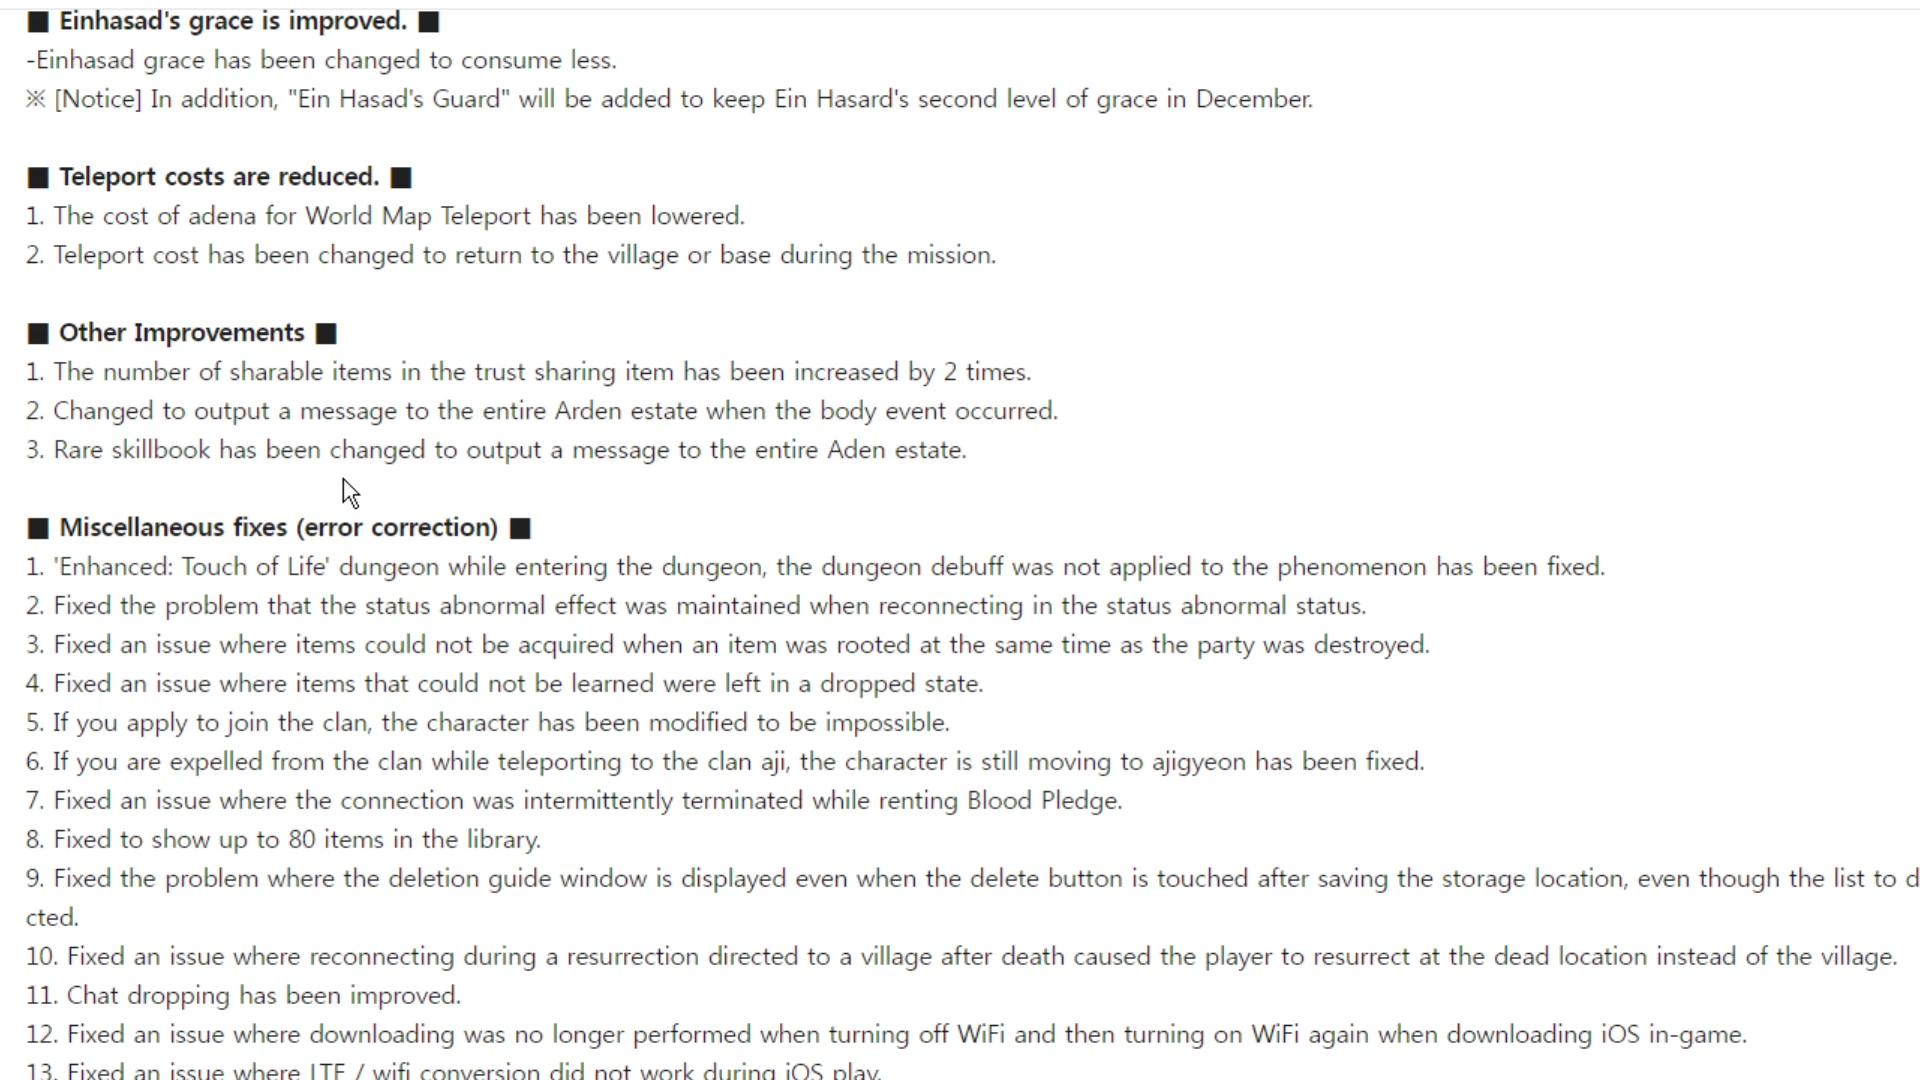 ■ Einhasad's grace is improved. ■
-Einhasad grace has been changed to consume less.
※ [Notice] In addition, "Ein Hasad's Guard" will be added to keep Ein Hasard's second level of grace in December.
■ Teleport costs are reduced. ■
1. The cost of adena for World Map Teleport has been lowered.
2. Teleport cost has been changed to return to the village or base during the mission.
■ Other Improvements ■
1. The number of sharable items in the trust sharing item has been increased by 2 times.
2. Changed to output a message to the entire Arden estate when the body event occurred.
3. Rare skillbook has been changed to output a message to the entire Aden estate.
■ Miscellaneous fixes (error correction) ■
1. 'Enhanced: Touch of Life' dungeon while entering the dungeon, the dungeon debuff was not applied to the phenomenon has been fixed.
2. Fixed the problem that the status abnormal effect was maintained when reconnecting in the status abnormal status.
3. Fixed an issue where items could not be acquired when an item was rooted at the same time as the party was destroyed.
4. Fixed an issue where items that could not be learned were left in a dropped state.
5. If you apply to join the clan, the character has been modified to be impossible.
6. If you are expelled from the clan while teleporting to the clan aji, the character is still moving to ajigyeon has been fixed.
7. Fixed an issue where the connection was intermittently terminated while renting Blood Pledge.
8. Fixed to show up to 80 items in the library.
9. Fixed the problem where the deletion guide window is displayed even when the delete button is touched after saving the storage location, even though the list to d
cted.
10. Fixed an issue where reconnecting during a resurrection directed to a village after death caused the player to resurrect at the dead location instead of the village.
11. Chat dropping has been improved.
12. Fixed an issue where downloading was no longer performed when turning off WiFi and then turning on WiFi again when downloading iOS in-game.
13. Fixed an issue where LTE / wifi conversion did not work during iOS play.